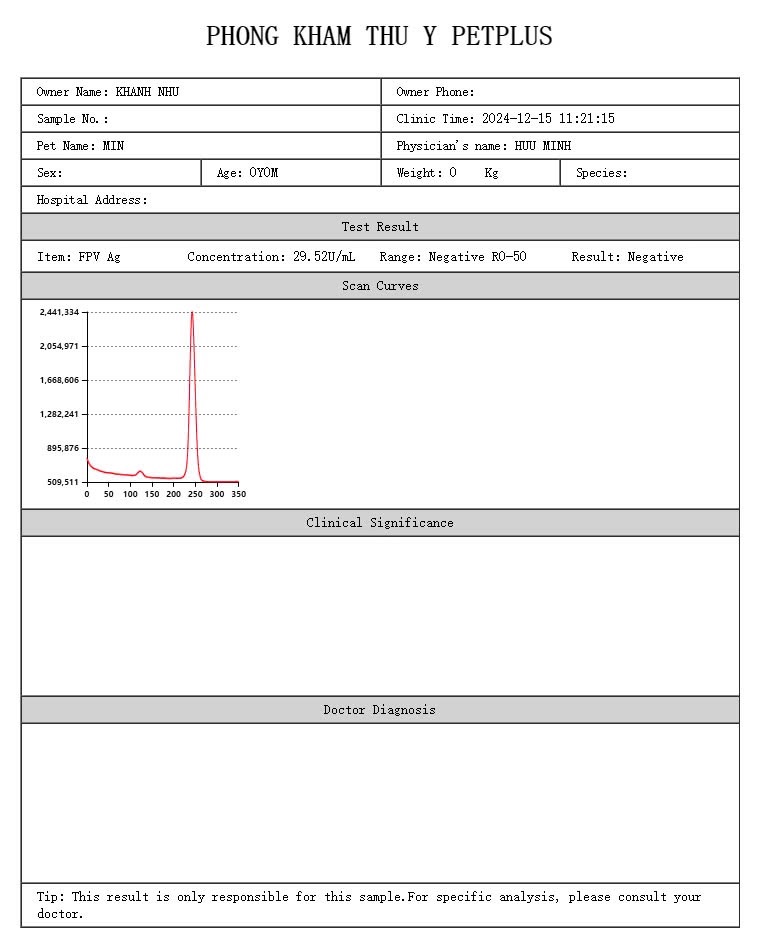 PHONG KHAM THU Y PETPLUS
Owner Name: KHANH NHU Owner Phone:
Sample No.: Clinic Time: 2024-12-15 11:21:15
Pet Name: MIN Physician's name: HUU MINH
Sex: Age: 0Y0M Weight: 0 Kg Species:
Hospital Address:
Test Result
Item: FPV Ag Concentration: 29.52U/mL Range: Negative R0-50 Result: Negative
Scan Curves
2,441,334
2,054,971
1,668,606
1,282,241
895,876
509,511
0 50 100 150 200 250 300 350
Clinical Significance
Doctor Diagnosis
Tip: This result is only responsible for this sample.For specific analysis, please consult your
doctor.